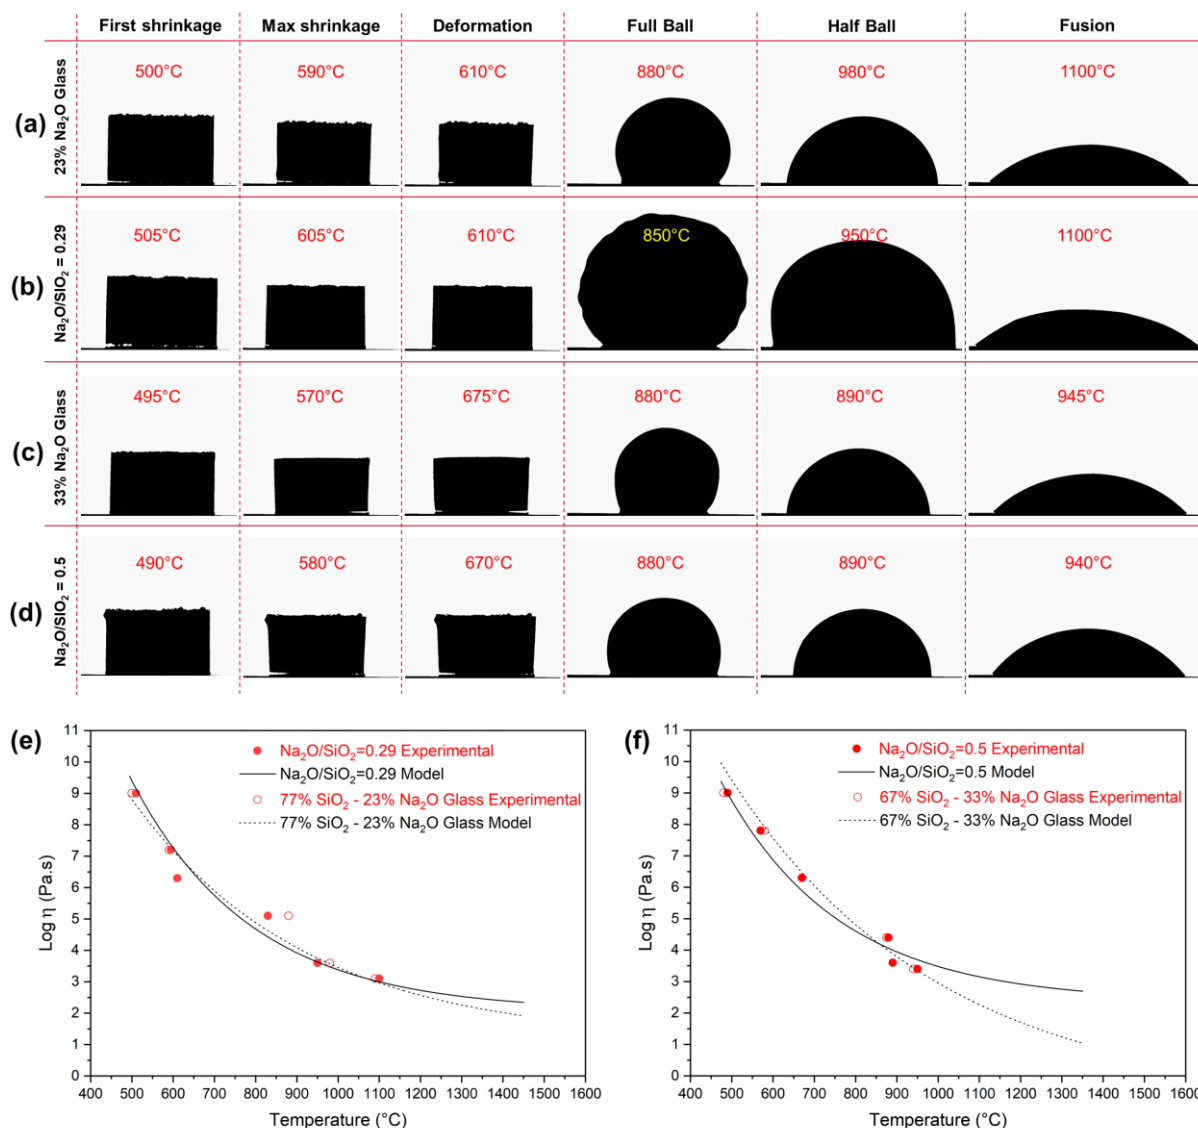 First shrinkage Max shrinkage Deformation Full Ball Half Ball Fusion
(a) 23% Na₂O Glass 500°C 590°C 610°C 880°C 980°C 1100°C
(b) Na₂O/SIO₂ = 0.29 505°C 605°C 610°C 850°C 950°C 1100°C
(c) 33% Na₂O Glass 495°C 570°C 675°C 880°C 890°C 945°C
(d) Na₂O/SIO₂ = 0.5 490°C 580°C 670°C 880°C 890°C 940°C
(e)
Na₂O/SiO₂=0.29 Experimental
Na₂O/SiO₂=0.29 Model
77% SiO₂ - 23% Na₂O Glass Experimental
77% SiO₂ - 23% Na₂O Glass Model
Log η (Pa.s)
11
10
9
8
7
6
5
4
3
2
1
0
400 500 600 700 800 900 1000 1100 1200 1300 1400 1500 1600
Temperature (°C)
(f)
Na₂O/SiO₂=0.5 Experimental
Na₂O/SiO₂=0.5 Model
67% SiO₂ - 33% Na₂O Glass Experimental
67% SiO₂ - 33% Na₂O Glass Model
Log η (Pa.s)
11
10
9
8
7
6
5
4
3
2
1
0
400 500 600 700 800 900 1000 1100 1200 1300 1400 1500 1600
Temperature (°C)